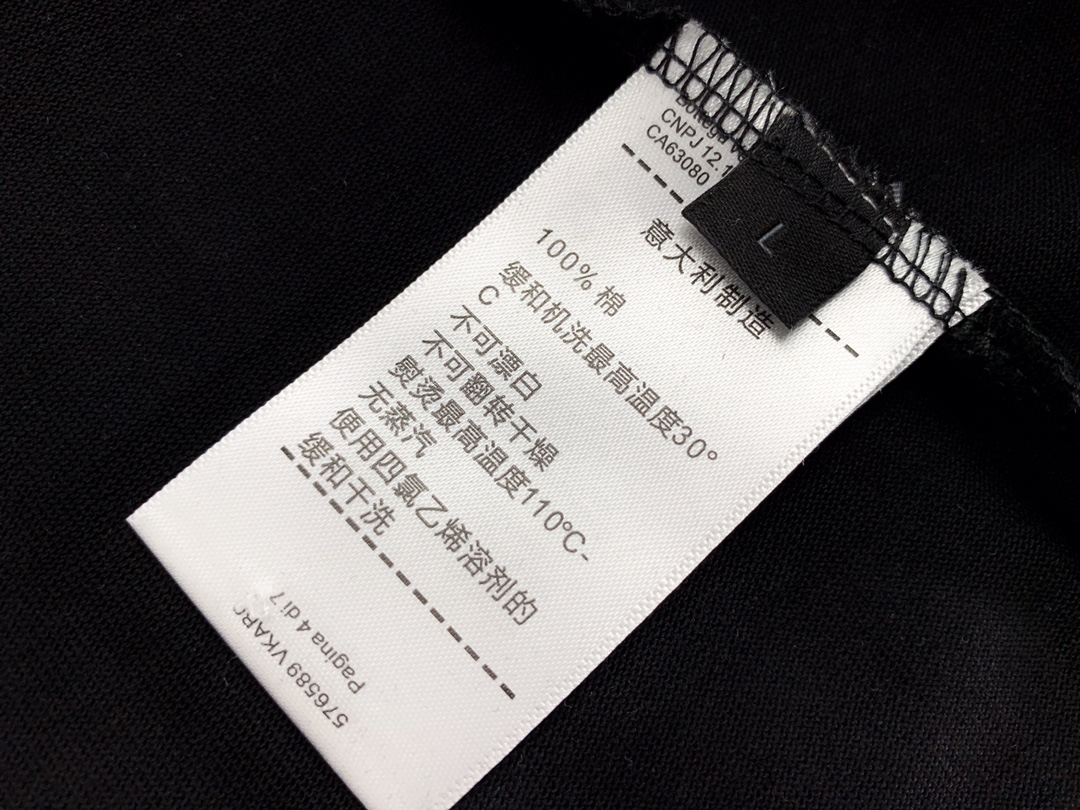 CNPJ 12.1
CA63080
L
意大利制造
100% 棉
缓和机洗最高温度30°
C
不可漂白
不可翻转干燥
熨烫最高温度110℃-
无蒸汽
使用四氯乙烯溶剂的
缓和干洗
Pagina 4 di 7
576589